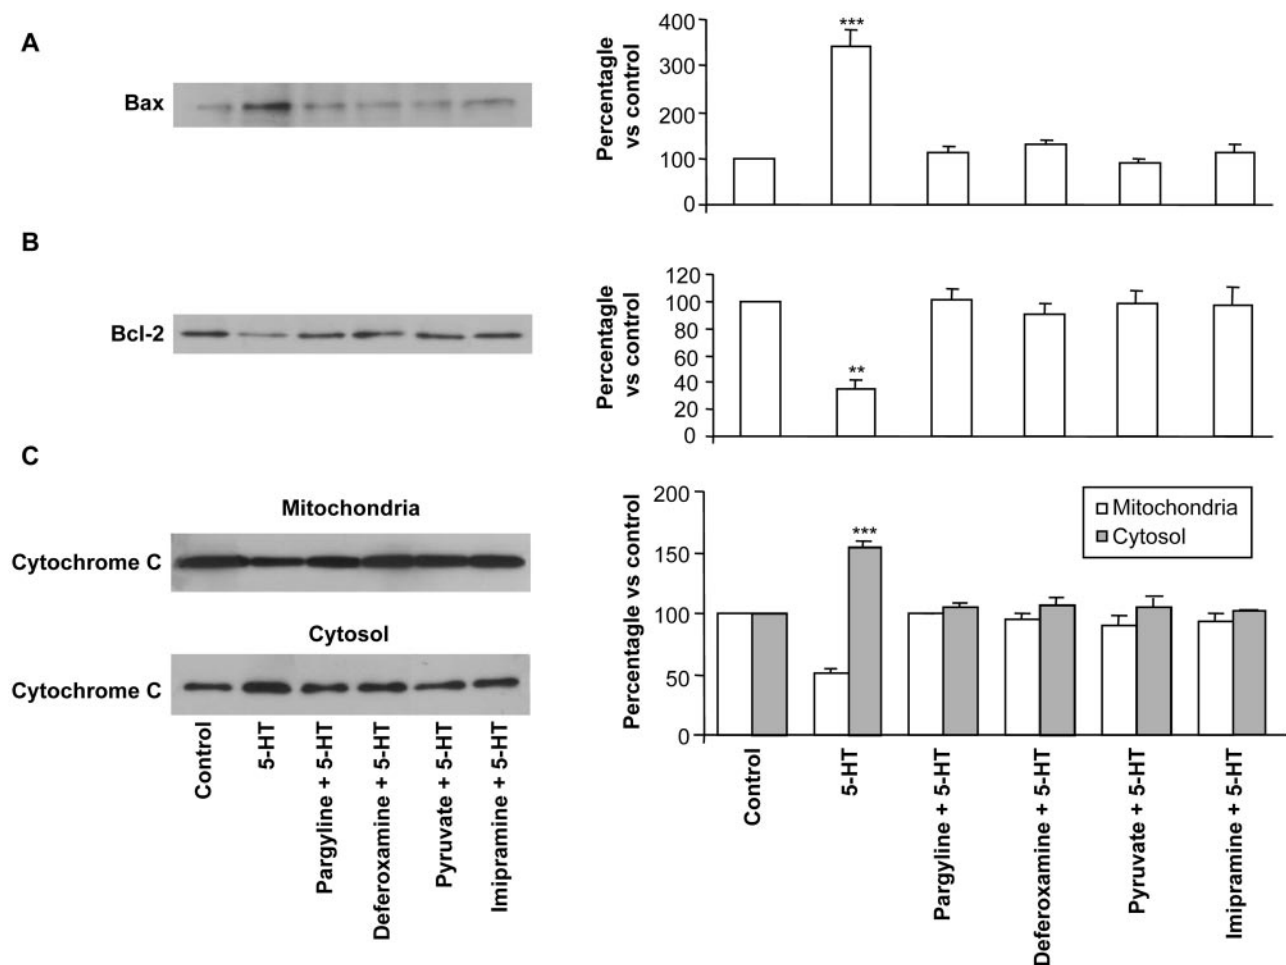 A
Bax
Percentagle
vs control
400
300
200
100
0
***
B
Bcl-2
Percentagle
vs control
120
100
80
60
40
20
0
**
C
Mitochondria
Cytochrome C
Cytosol
Cytochrome C
Control
5-HT
Pargyline + 5-HT
Deferoxamine + 5-HT
Pyruvate + 5-HT
Imipramine + 5-HT
Percentagle vs control
200
150
100
50
0
***
Mitochondria
Cytosol
Control
5-HT
Pargyline + 5-HT
Deferoxamine + 5-HT
Pyruvate + 5-HT
Imipramine + 5-HT